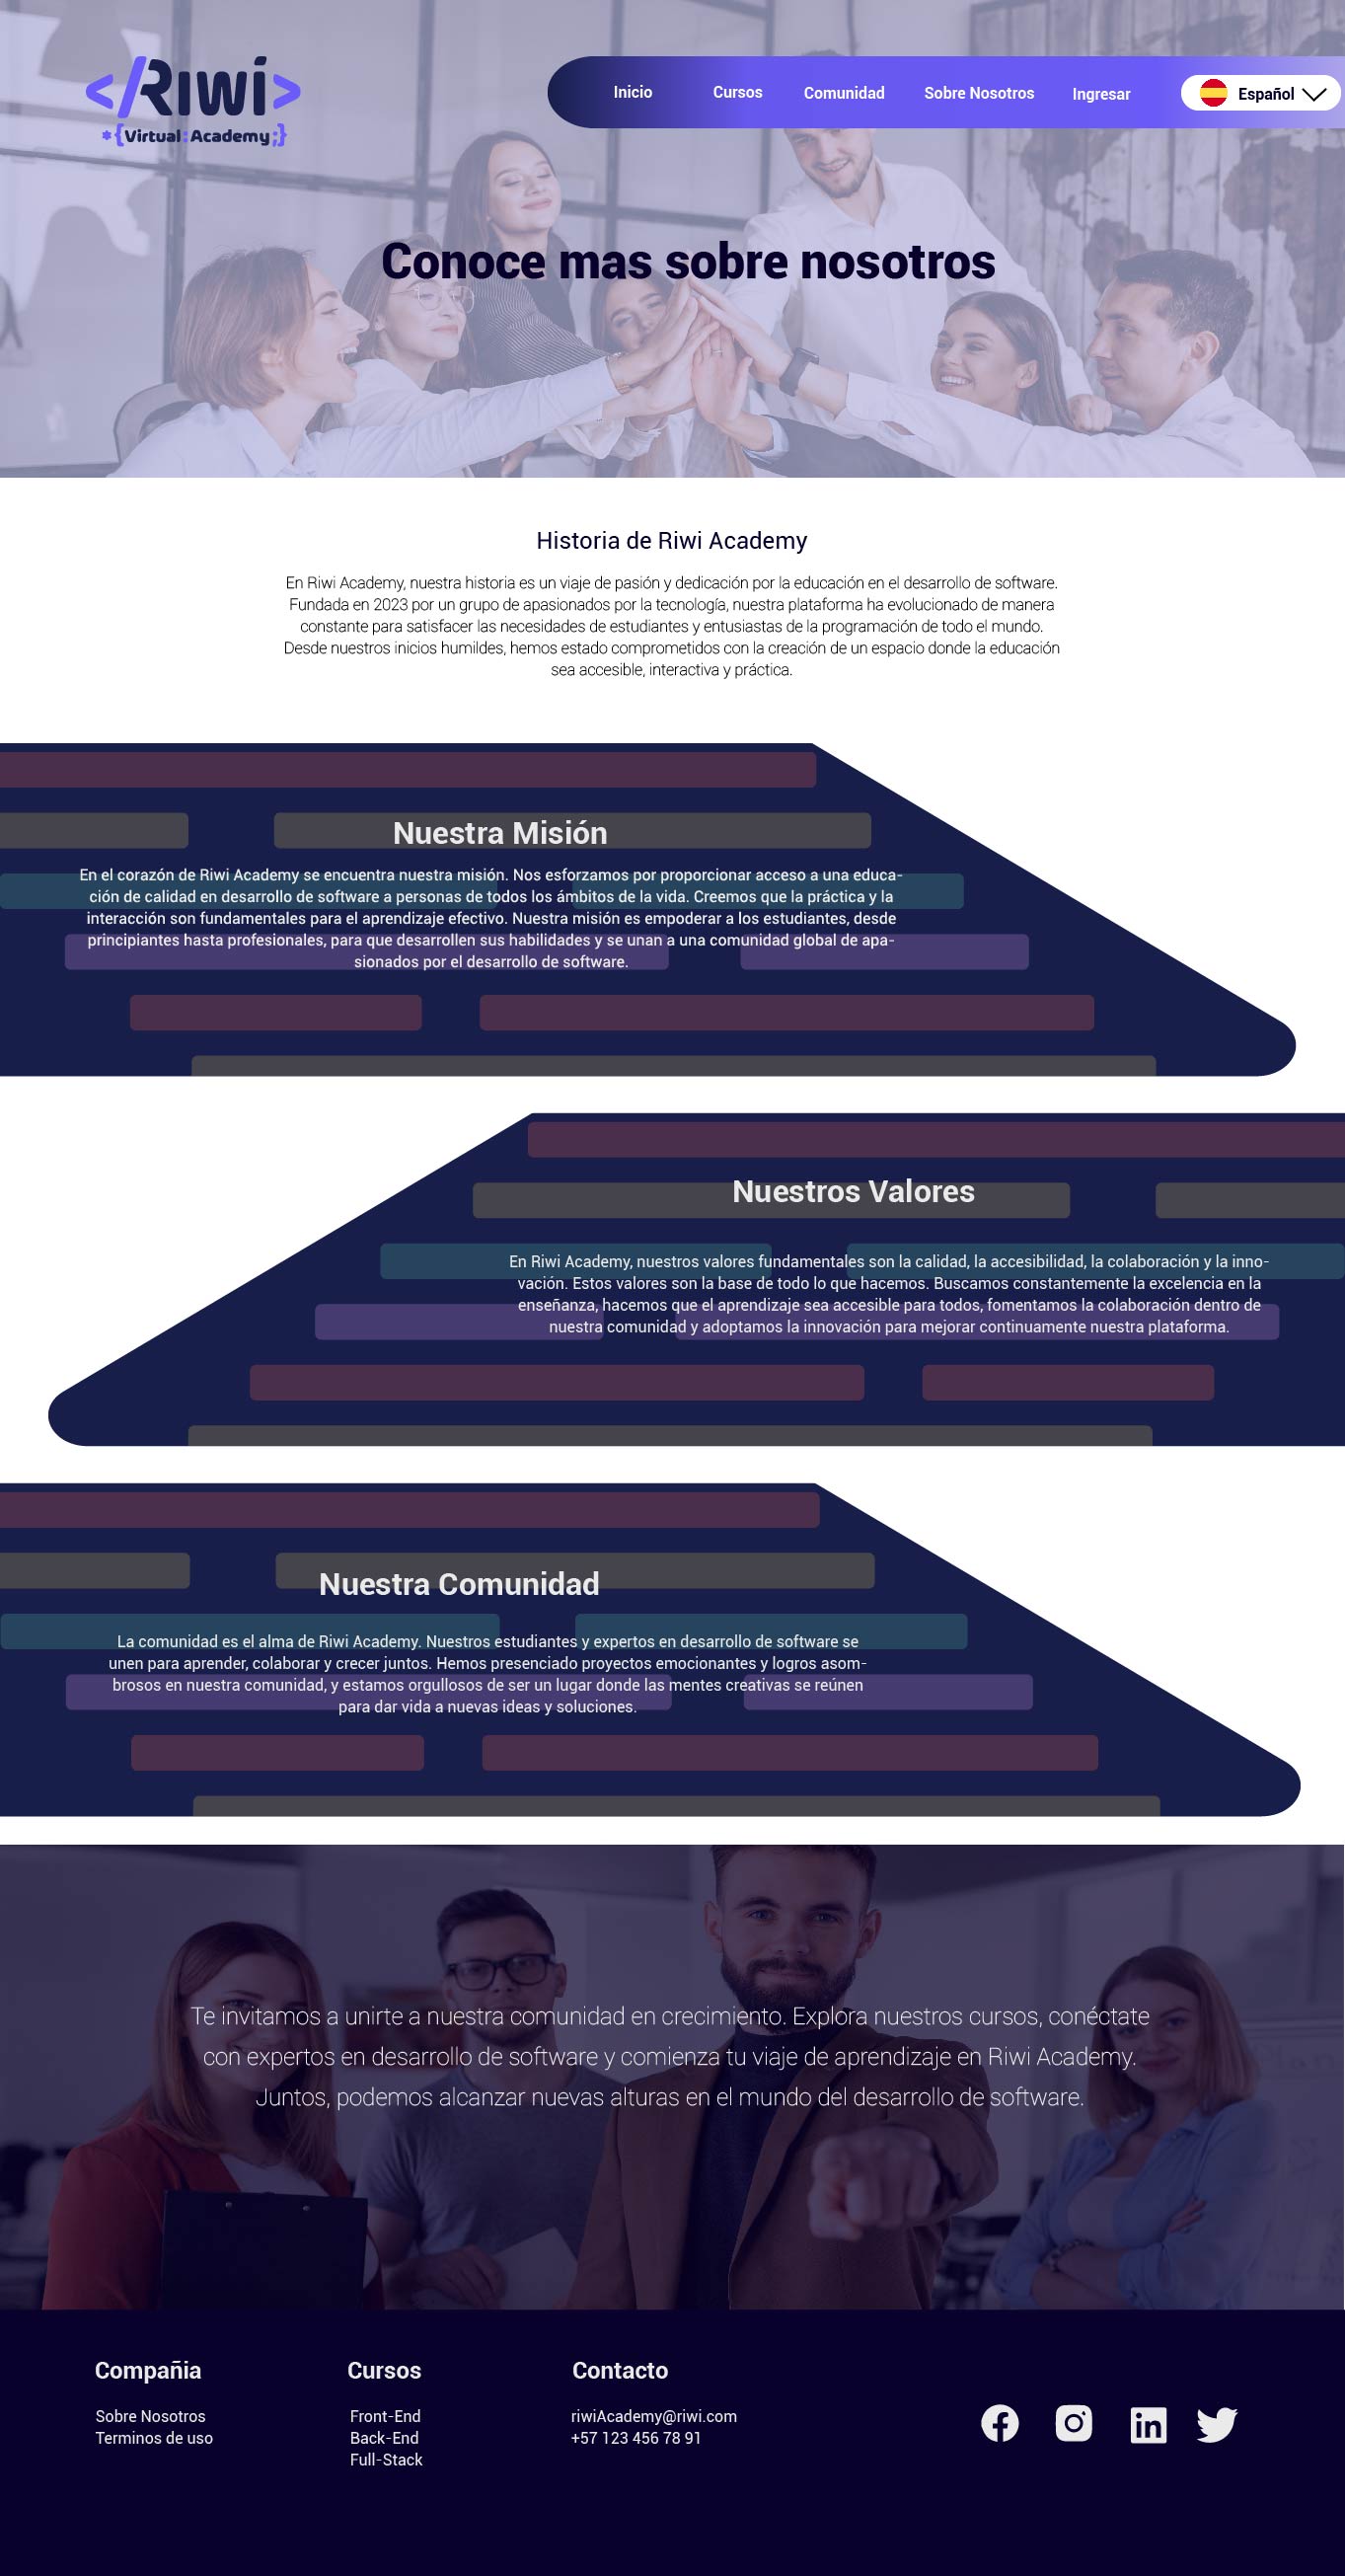 </Riwi>
*{Virtual:Academy;}
Inicio Cursos Comunidad Sobre Nosotros Ingresar Español
Conoce mas sobre nosotros
Historia de Riwi Academy
En Riwi Academy, nuestra historia es un viaje de pasión y dedicación por la educación en el desarrollo de software.
Fundada en 2023 por un grupo de apasionados por la tecnología, nuestra plataforma ha evolucionado de manera
constante para satisfacer las necesidades de estudiantes y entusiastas de la programación de todo el mundo.
Desde nuestros inicios humildes, hemos estado comprometidos con la creación de un espacio donde la educación
sea accesible, interactiva y práctica.
Nuestra Misión
En el corazón de Riwi Academy se encuentra nuestra misión. Nos esforzamos por proporcionar acceso a una educa-
ción de calidad en desarrollo de software a personas de todos los ámbitos de la vida. Creemos que la práctica y la
interacción son fundamentales para el aprendizaje efectivo. Nuestra misión es empoderar a los estudiantes, desde
principiantes hasta profesionales, para que desarrollen sus habilidades y se unan a una comunidad global de apa-
sionados por el desarrollo de software.
Nuestros Valores
En Riwi Academy, nuestros valores fundamentales son la calidad, la accesibilidad, la colaboración y la inno-
vación. Estos valores son la base de todo lo que hacemos. Buscamos constantemente la excelencia en la
enseñanza, hacemos que el aprendizaje sea accesible para todos, fomentamos la colaboración dentro de
nuestra comunidad y adoptamos la innovación para mejorar continuamente nuestra plataforma.
Nuestra Comunidad
La comunidad es el alma de Riwi Academy. Nuestros estudiantes y expertos en desarrollo de software se
unen para aprender, colaborar y crecer juntos. Hemos presenciado proyectos emocionantes y logros asom-
brosos en nuestra comunidad, y estamos orgullosos de ser un lugar donde las mentes creativas se reúnen
para dar vida a nuevas ideas y soluciones.
Te invitamos a unirte a nuestra comunidad en crecimiento. Explora nuestros cursos, conéctate
con expertos en desarrollo de software y comienza tu viaje de aprendizaje en Riwi Academy.
Juntos, podemos alcanzar nuevas alturas en el mundo del desarrollo de software.
Compañia
Sobre Nosotros
Terminos de uso
Cursos
Front-End
Back-End
Full-Stack
Contacto
riwiAcademy@riwi.com
+57 123 456 78 91